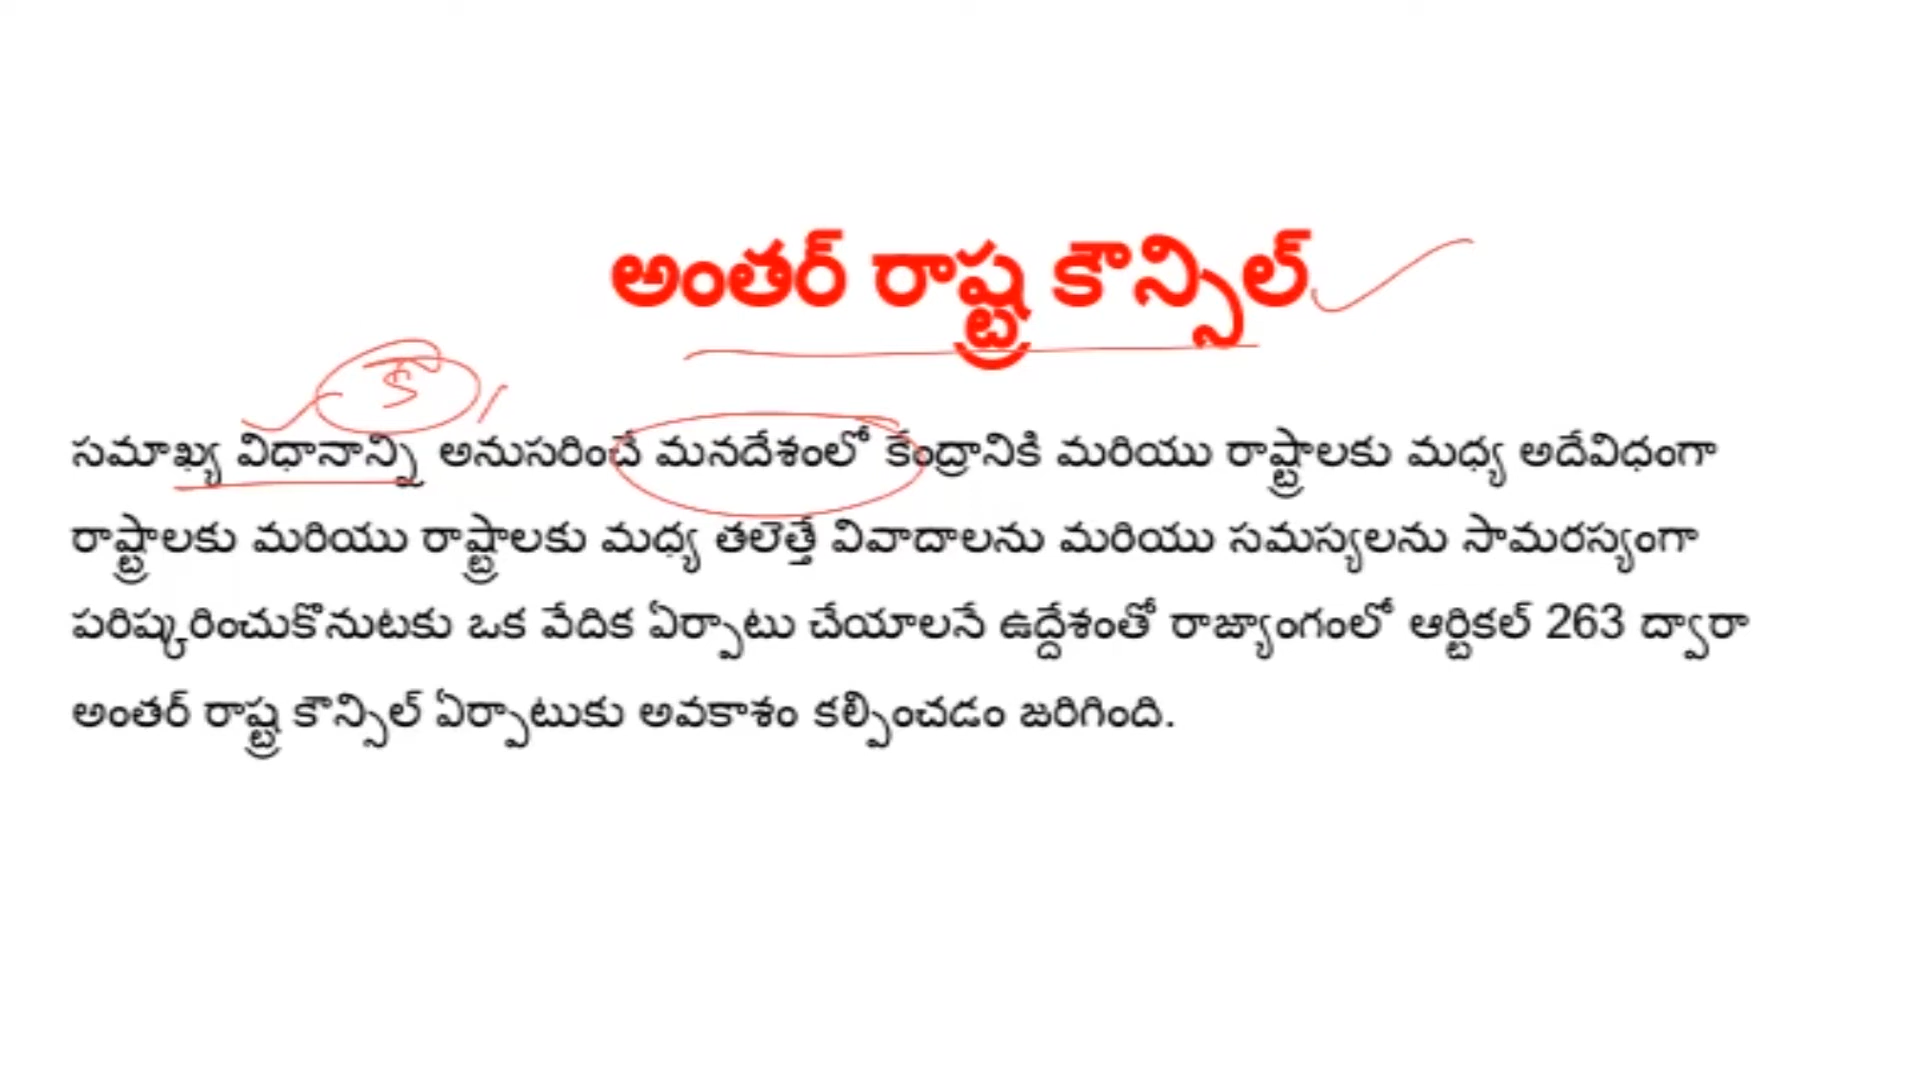 అంతర్ రాష్ట్ర కౌన్సిల్
సమాఖ్య విధానాన్ని అనుసరించే మనదేశంలో కేంద్రానికి మరియు రాష్ట్రాలకు మధ్య అదేవిధంగా
రాష్ట్రాలకు మరియు రాష్ట్రాలకు మధ్య తలెత్తే వివాదాలను మరియు సమస్యలను సామరస్యంగా
పరిష్కరించుకొనుటకు ఒక వేదిక ఏర్పాటు చేయాలనే ఉద్దేశంతో రాజ్యాంగంలో ఆర్టికల్ 263 ద్వారా
అంతర్ రాష్ట్ర కౌన్సిల్ ఏర్పాటుకు అవకాశం కల్పించడం జరిగింది.